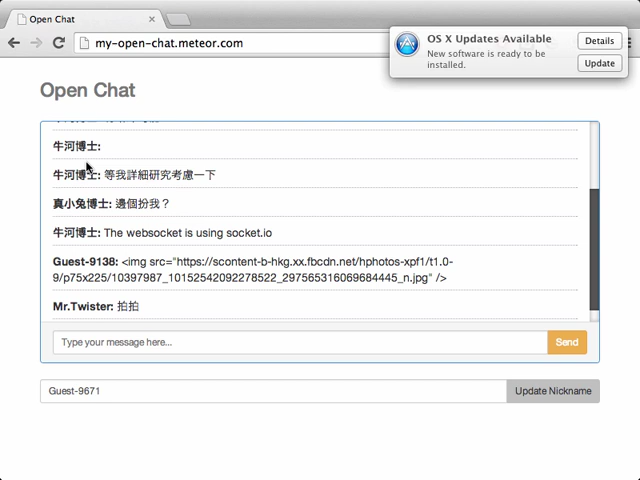 Open Chat
my-open-chat.meteor.com
OS X Updates Available
New software is ready to be
installed.
Details
Update
Open Chat
牛河博士:
牛河博士: 等我詳細研究考慮一下
真小兔博士: 邊個扮我？
牛河博士: The websocket is using socket.io
Guest-9138: <img src="https://scontent-b-hkg.xx.fbcdn.net/hphotos-xpf1/t1.0-
9/p75x225/10397987_10152542092278522_297565316069684445_n.jpg" />
Mr.Twister: 拍拍
Type your message here...
Send
Guest-9671
Update Nickname